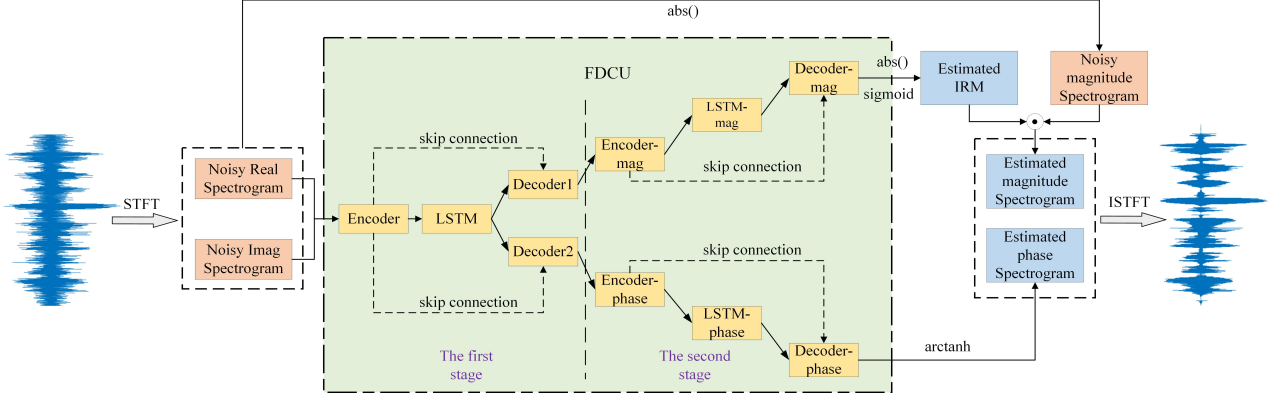 abs()
FDCU
STFT
Noisy Real
Spectrogram
Noisy Imag
Spectrogram
skip connection
Encoder
LSTM
Decoder1
Decoder2
skip connection
The first
stage
Encoder-
mag
LSTM-
mag
Decoder-
mag
skip connection
skip connection
Encoder-
phase
LSTM-
phase
Decoder-
phase
The second
stage
abs()
sigmoid
Estimated
IRM
Noisy
magnitude
Spectrogram
Estimated
magnitude
Spectrogram
Estimated
phase
Spectrogram
arctanh
ISTFT